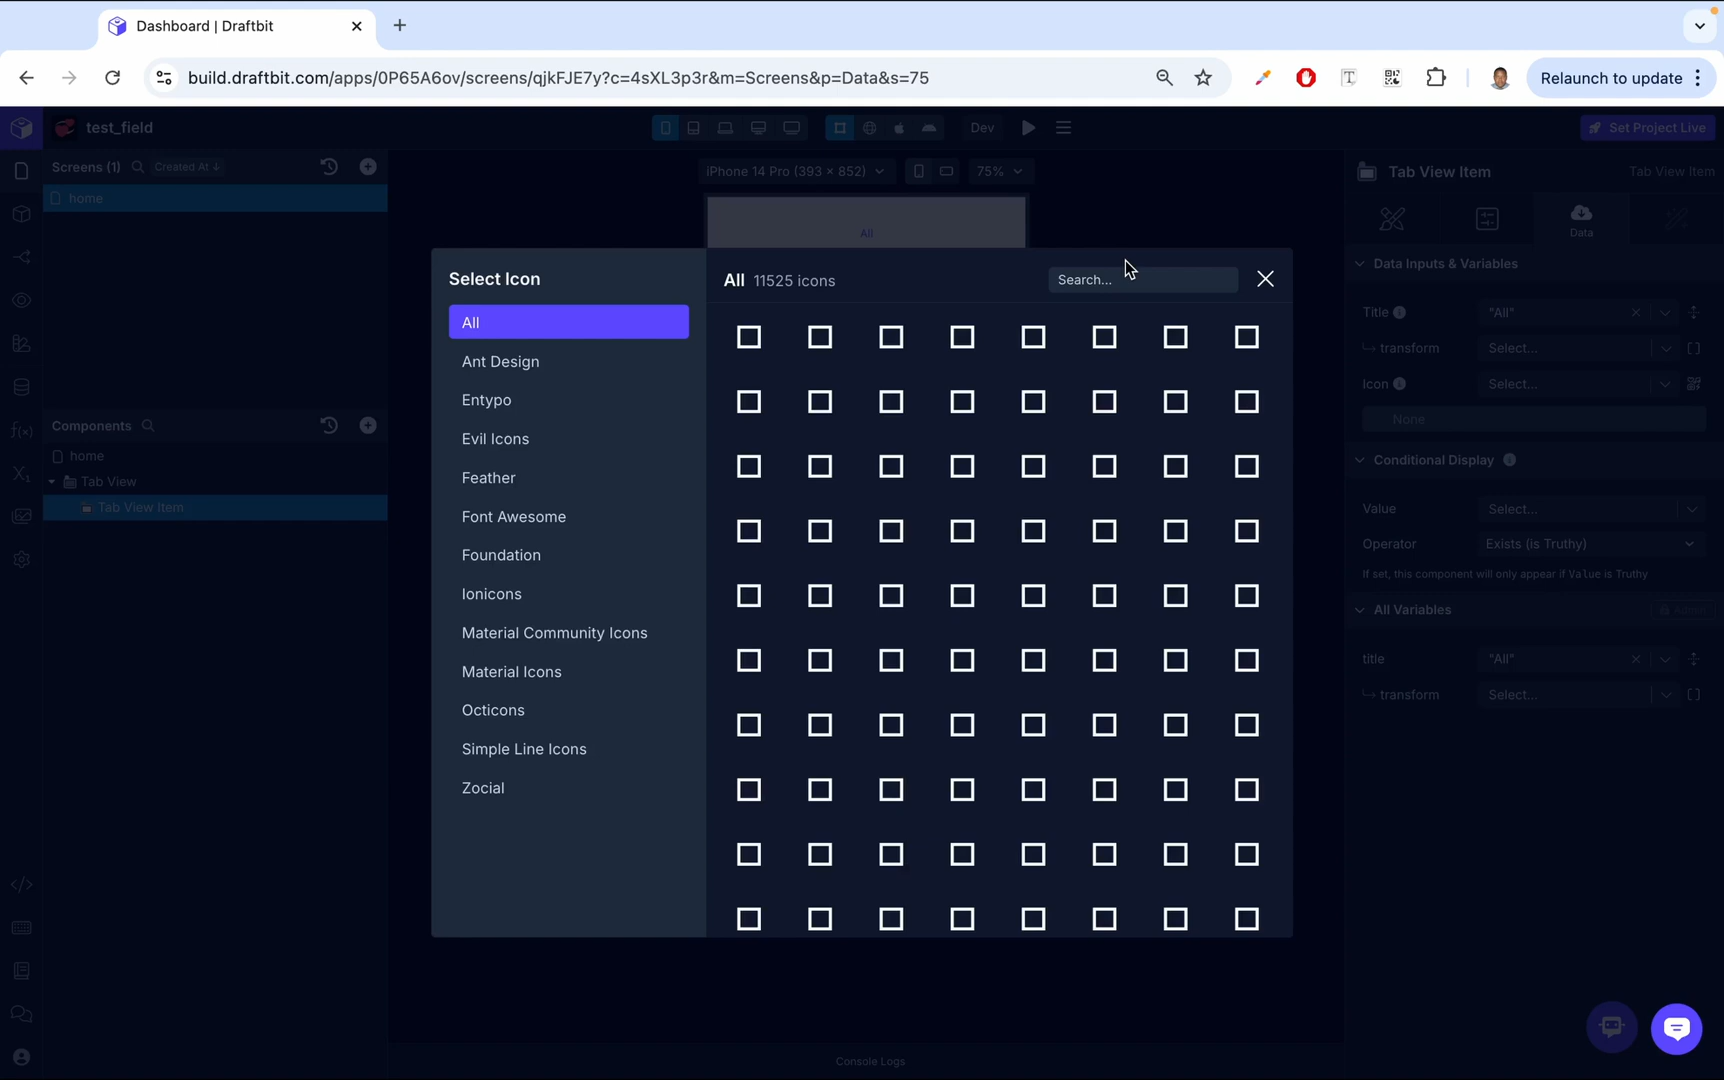 Dashboard | Draftbit
build.draftbit.com/apps/0P65A6ov/screens/qjkFJE7y?c=4sXL3p3r&m=Screens&p=Data&s=75
Relaunch to update
test_field
Dev
Set Project Live
Screens (1)
Created At ↓
home
iPhone 14 Pro (393 × 852)
75%
All
Select Icon
All
Ant Design
Entypo
Evil Icons
Feather
Font Awesome
Foundation
Ionicons
Material Community Icons
Material Icons
Octicons
Simple Line Icons
Zocial
All 11525 icons
Search...
Components
home
Tab View
Tab View Item
Tab View Item
Tab View Item
Data
Data Inputs & Variables
Title
"All"
transform
Select...
Icon
Select...
None
Conditional Display
Value
Select...
Operator
Exists (is Truthy)
If set, this component will only appear if Value is Truthy
All Variables
title
"All"
transform
Select...
Console Logs